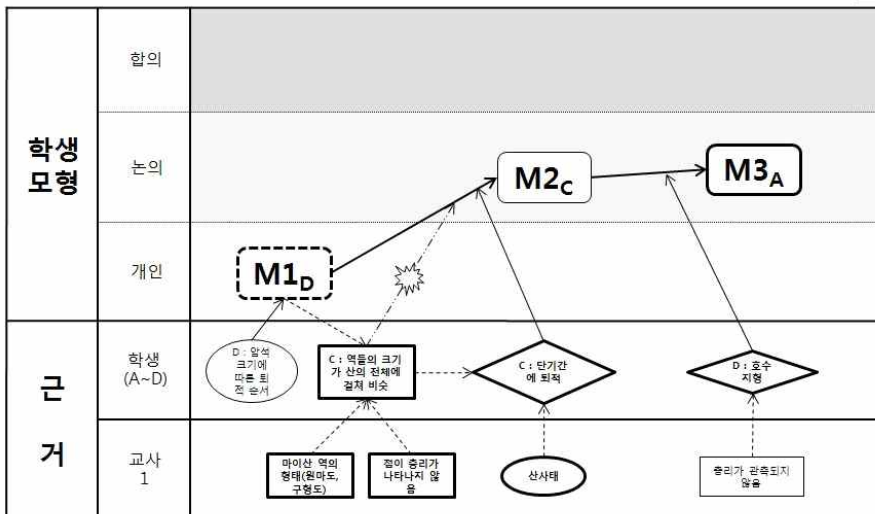 합의
학생
모형
논의
M2C
M3A
개인
M1D
근
거
학생
(A~D)
D : 암석
크기에
따른 퇴
적 순서
C : 역들의 크기
가 산의 전체에
걸쳐 비슷
C : 단기간
에 퇴적
D : 호수
지형
교사
1
마이산 역의
형태(원마도,
구형도)
점이 층리가
나타나지 않
음
산사태
층리가 관측되지
않음